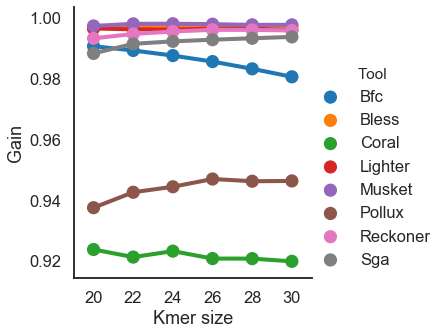 1.00
0.98
0.96
0.94
0.92
Gain
20 22 24 26 28 30
Kmer size
Tool
Bfc
Bless
Coral
Lighter
Musket
Pollux
Reckoner
Sga